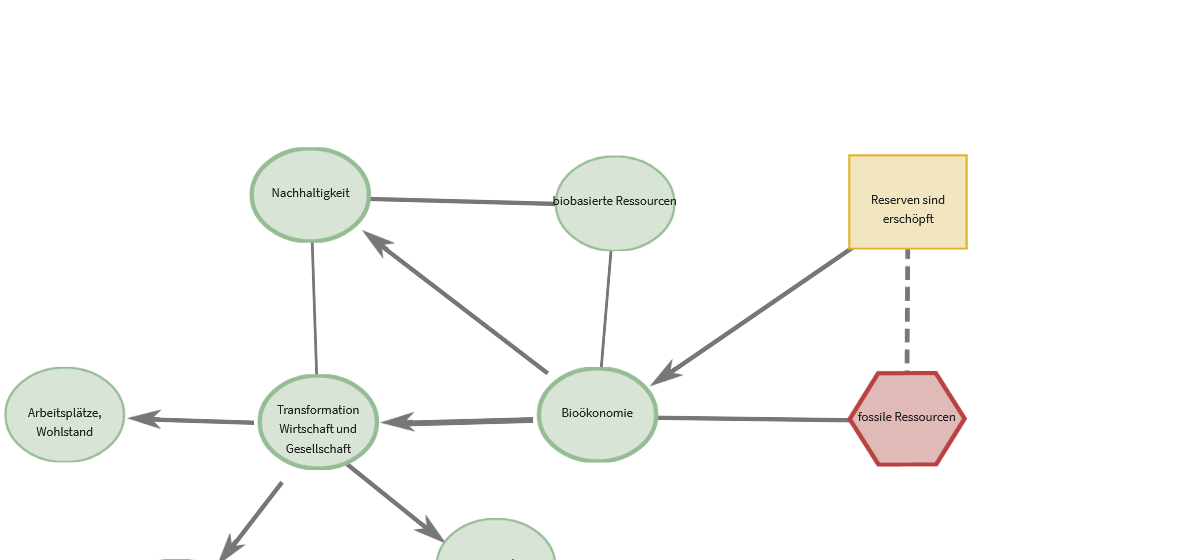 Nachhaltigkeit
biobasierte Ressourcen
Reserven sind
erschöpft
Arbeitsplätze,
Wohlstand
Transformation
Wirtschaft und
Gesellschaft
Bioökonomie
fossile Ressourcen